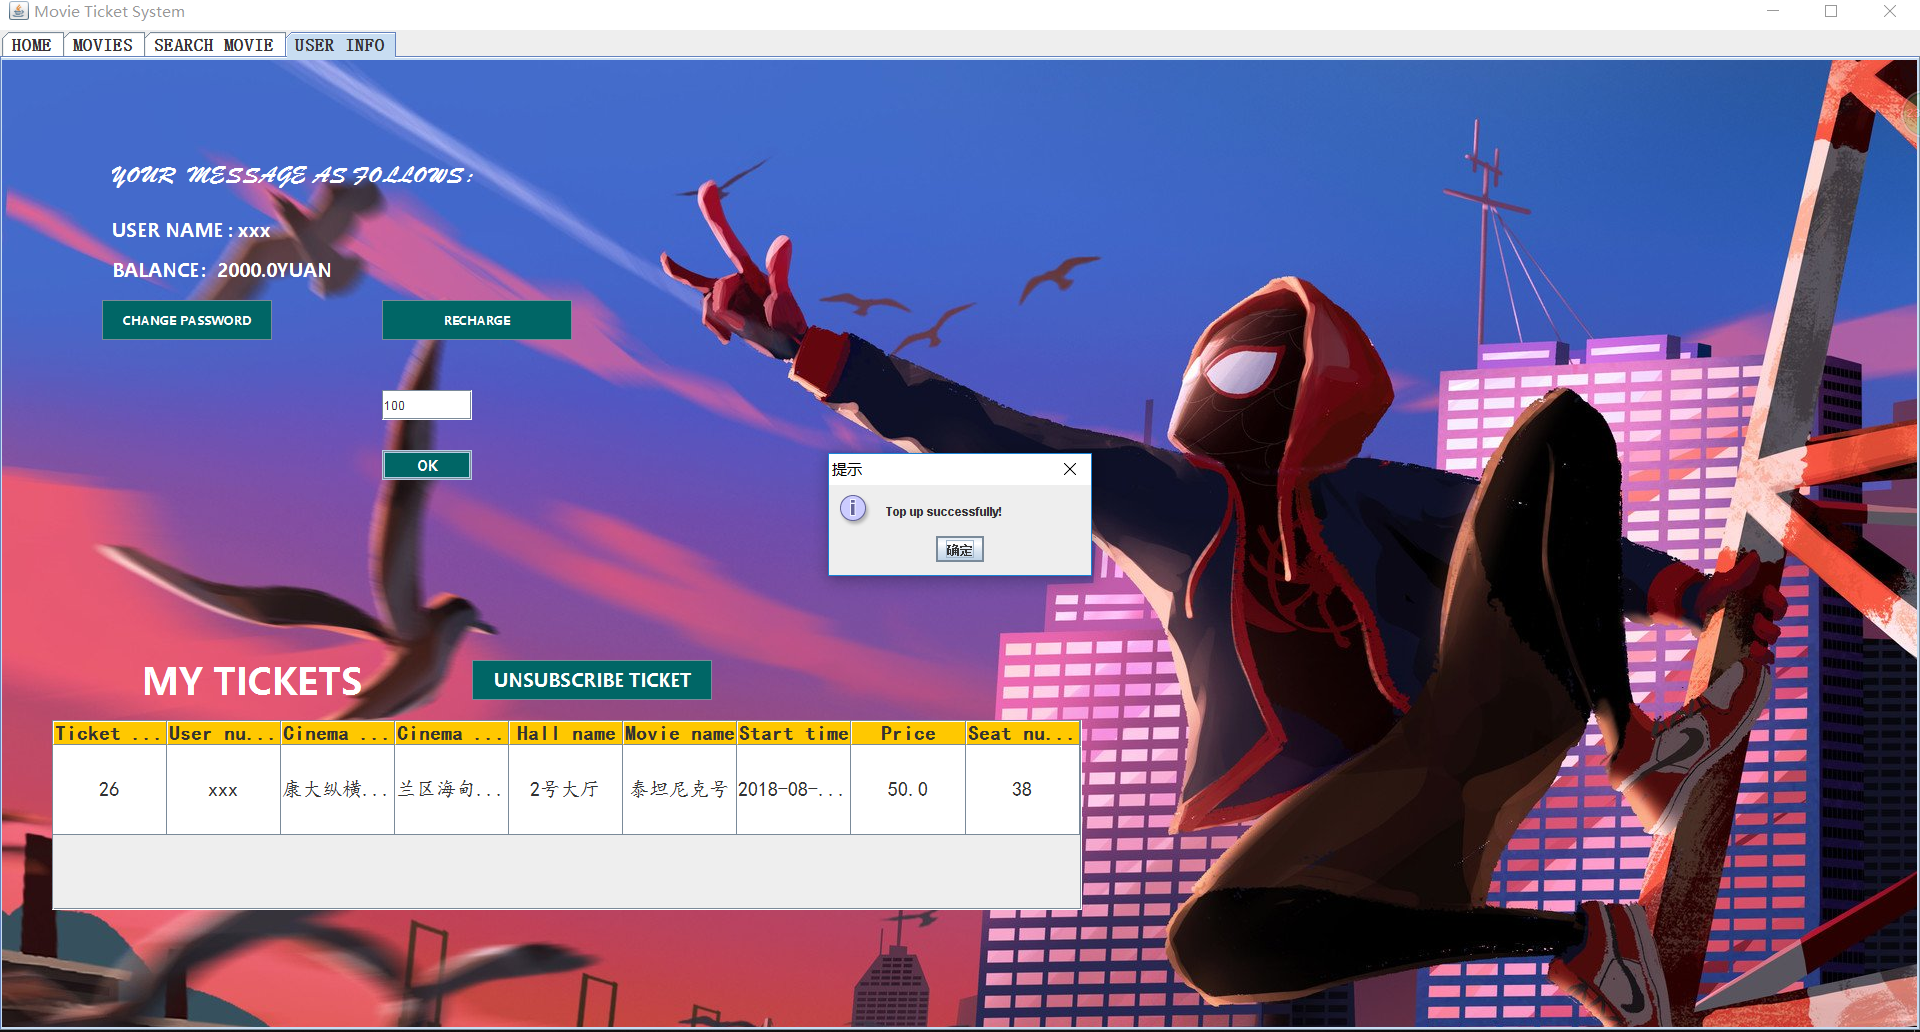 Movie Ticket System
HOME MOVIES SEARCH MOVIE USER INFO
YOUR MESSAGE AS FOLLOWS:
USER NAME : xxx
BALANCE: 2000.0YUAN
CHANGE PASSWORD RECHARGE
100
OK
提示
Top up successfully!
确定
MY TICKETS UNSUBSCRIBE TICKET
Ticket ... User nu... Cinema ... Cinema ... Hall name Movie name Start time Price Seat nu...
26 xxx 康大纵横... 兰区海甸... 2号大厅 泰坦尼克号 2018-08-... 50.0 38